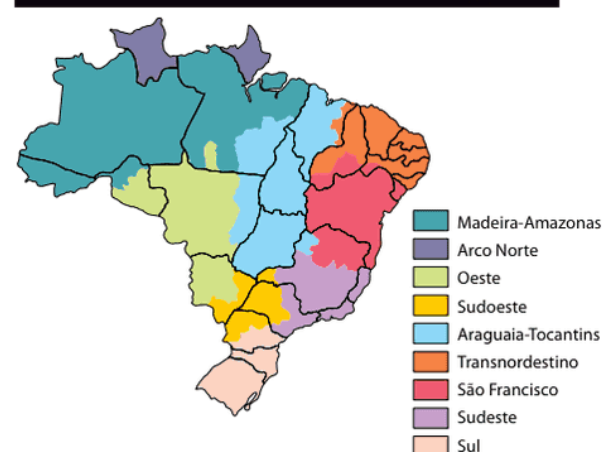 Madeira-Amazonas
Arco Norte
Oeste
Sudoeste
Araguaia-Tocantins
Transnordestino
São Francisco
Sudeste
Sul